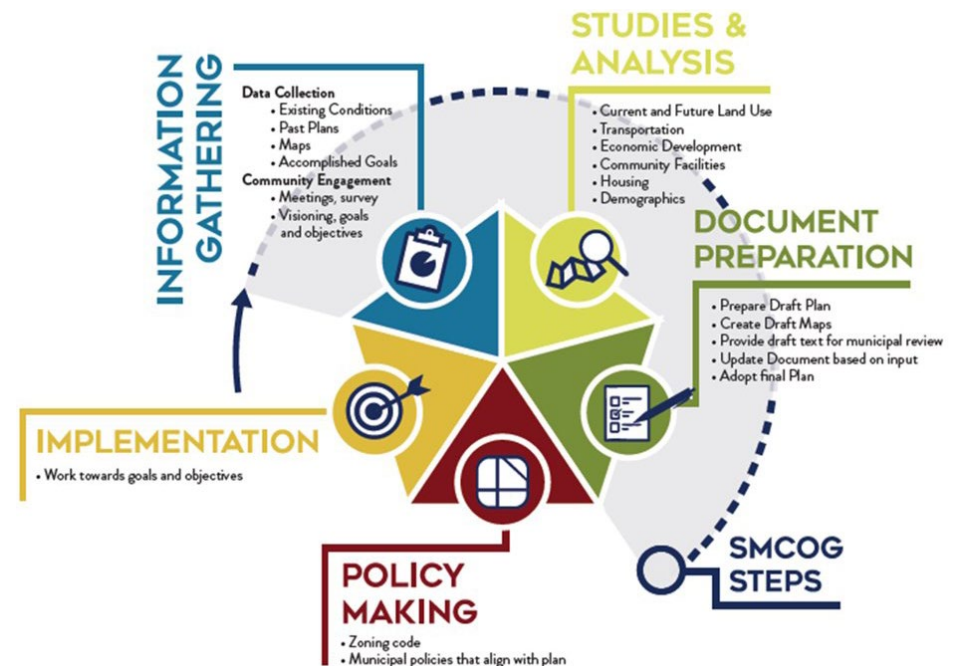 INFORMATION
GATHERING
Data Collection
• Existing Conditions
• Past Plans
• Maps
• Accomplished Goals
Community Engagement
• Meetings, survey
• Visioning, goals
and objectives
STUDIES &
ANALYSIS
• Current and Future Land Use
• Transportation
• Economic Development
• Community Facilities
• Housing
• Demographics
DOCUMENT
PREPARATION
• Prepare Draft Plan
• Create Draft Maps
• Provide draft text for municipal review
• Update Document based on input
• Adopt final Plan
SMCOG
STEPS
POLICY
MAKING
• Zoning code
• Municipal policies that align with plan
IMPLEMENTATION
• Work towards goals and objectives